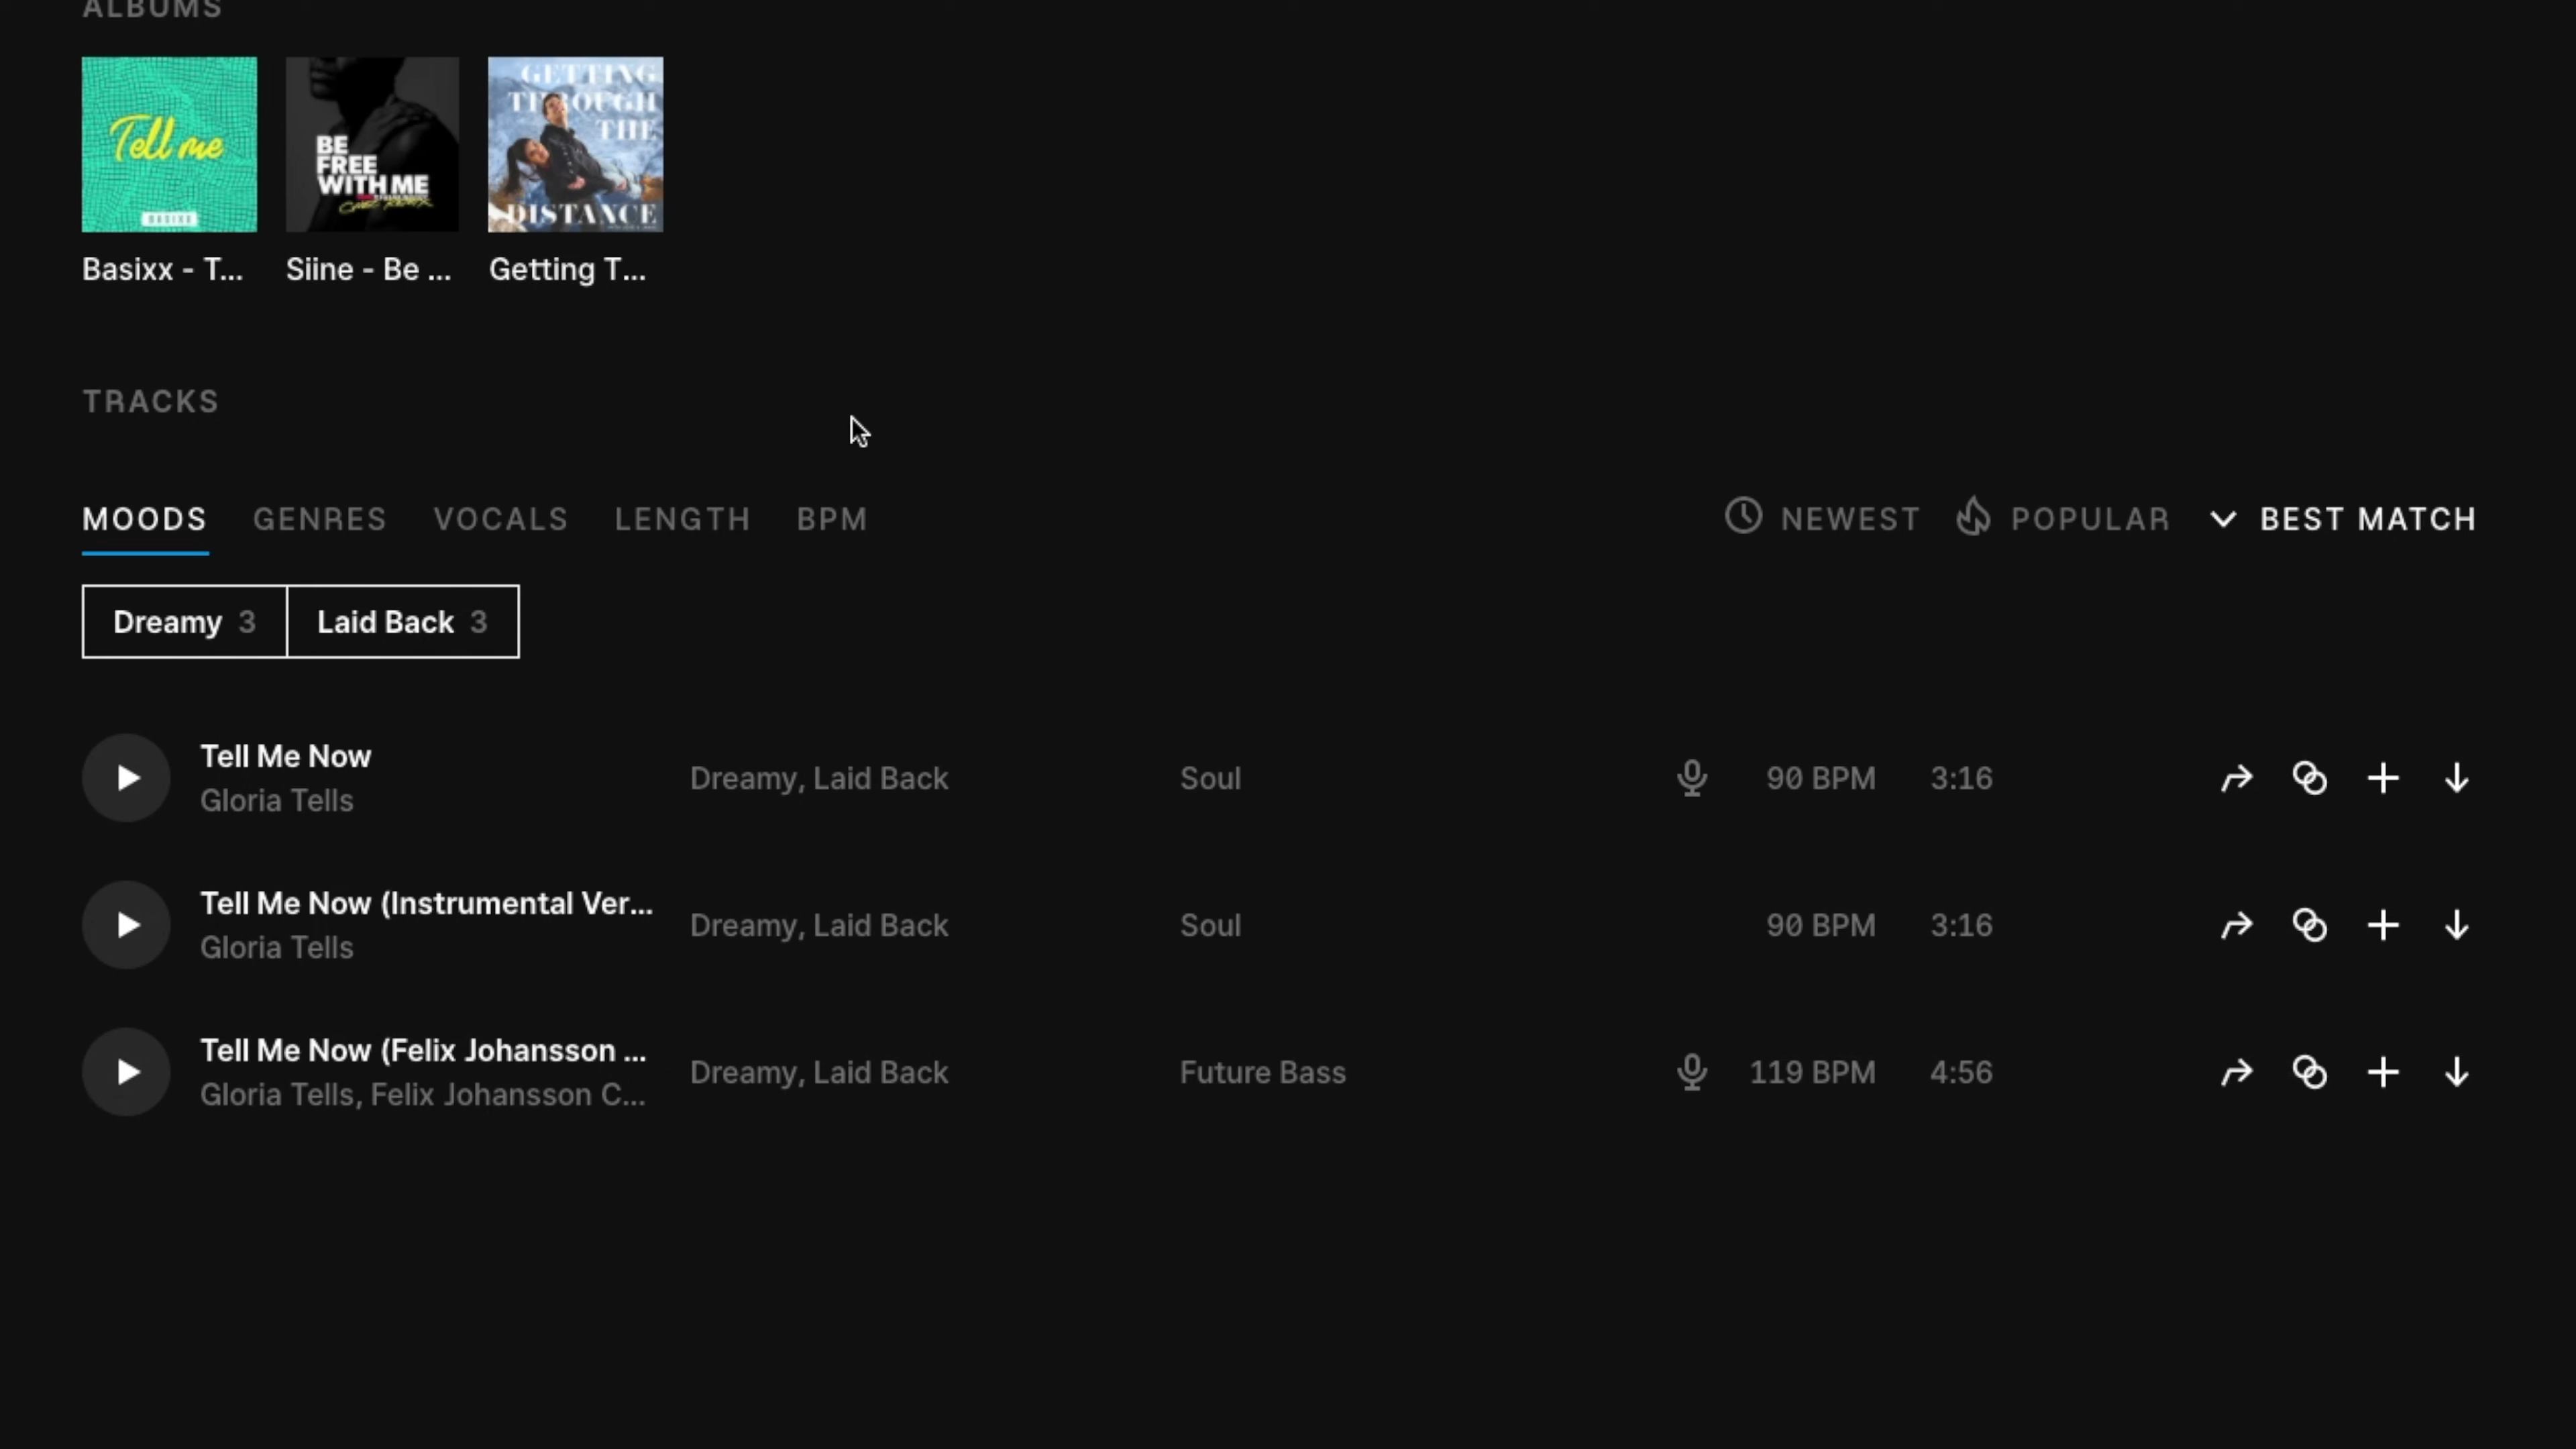 ALBUMS
Tell me
BASIXX
BE
FREE
WITH ME
GETTING
THROUGH
THE
DISTANCE
Basixx - T...
Siine - Be ...
Getting T...
TRACKS
MOODS GENRES VOCALS LENGTH BPM NEWEST POPULAR BEST MATCH
Dreamy 3 Laid Back 3
Tell Me Now
Gloria Tells
Dreamy, Laid Back Soul 90 BPM 3:16
Tell Me Now (Instrumental Ver...
Gloria Tells
Dreamy, Laid Back Soul 90 BPM 3:16
Tell Me Now (Felix Johansson ...
Gloria Tells, Felix Johansson C...
Dreamy, Laid Back Future Bass 119 BPM 4:56